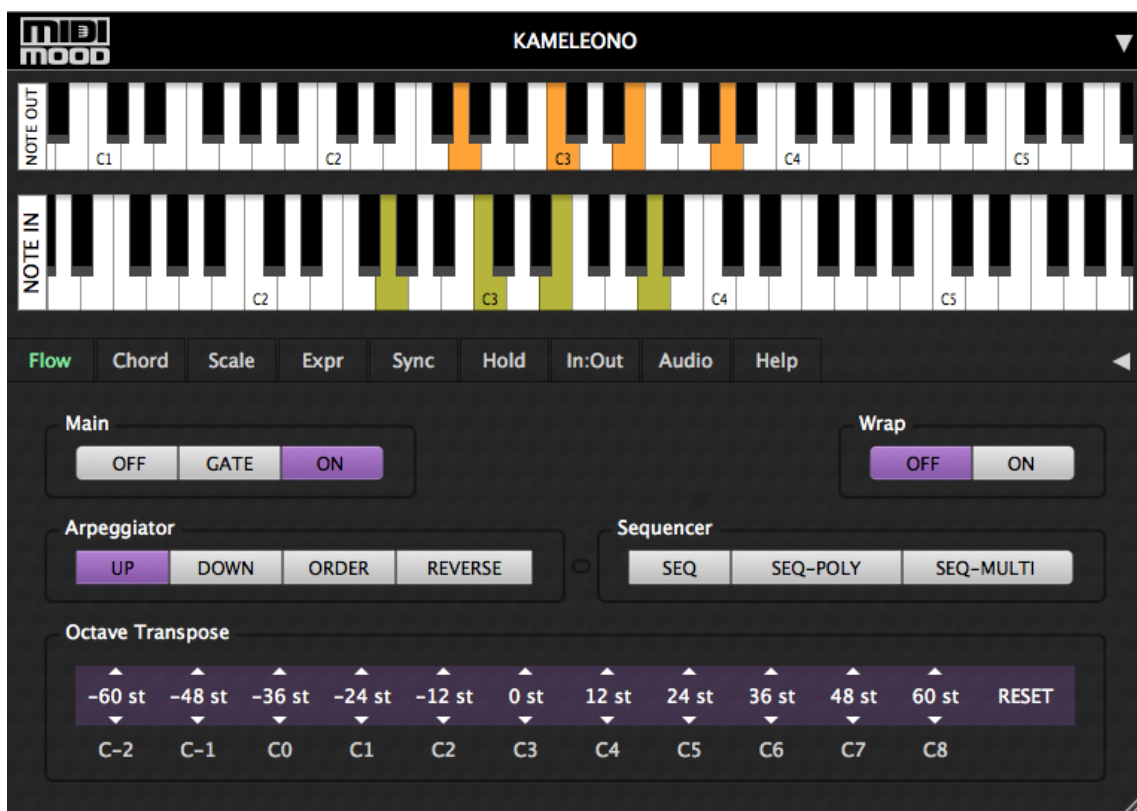 MIDI MOOD KAMELEONO
NOTE OUT
C1 C2 C3 C4 C5
NOTE IN
C2 C3 C4 C5
Flow Chord Scale Expr Sync Hold In:Out Audio Help
Main Wrap
OFF GATE ON OFF ON
Arpeggiator Sequencer
UP DOWN ORDER REVERSE SEQ SEQ-POLY SEQ-MULTI
Octave Transpose
-60 st -48 st -36 st -24 st -12 st 0 st 12 st 24 st 36 st 48 st 60 st RESET
C-2 C-1 C0 C1 C2 C3 C4 C5 C6 C7 C8